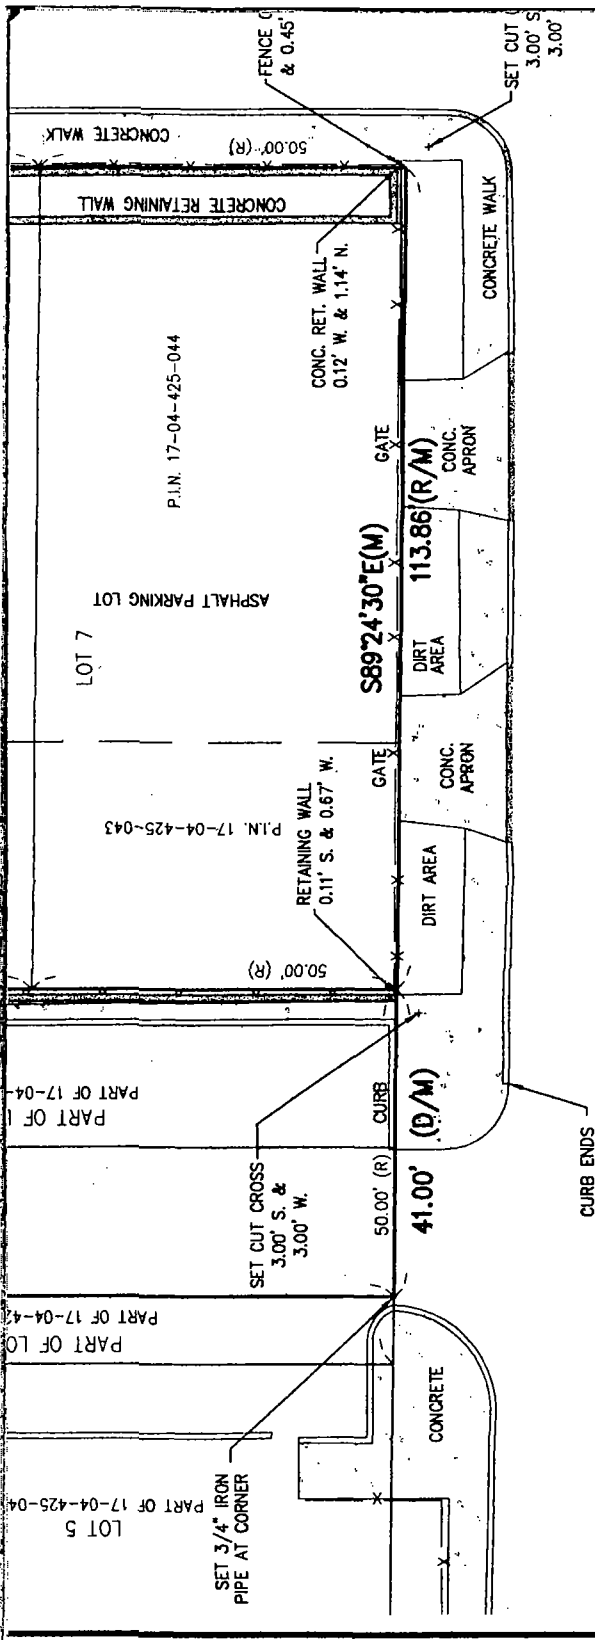 LOT 5
PART OF 17-04-425-04
PART OF LO
PART OF 17-04-42
PART OF L
PART OF 17-04-
P.I.N. 17-04-425-043
LOT 7
ASPHALT PARKING LOT
P.I.N. 17-04-425-044
CONCRETE RETAINING WALL
CONCRETE WALK
50.00' (R)
50.00' (R)
FENCE
& 0.45'
SET CUT
3.00' S
3.00'
SET 3/4" IRON
PIPE AT CORNER
SET CUT CROSS
3.00' S. &
3.00' W.
CURB
RETAINING WALL
0.11' S. & 0.67' W.
CONC. RET. WALL
0.12' W. & 1.14' N.
GATE
GATE
50.00' (R)
41.00' (D/M)
S89°24'30"E(M)
113.86'(R/M)
CONCRETE
DIRT AREA
CONC.
APRON
DIRT
AREA
CONC.
APRON
CONCRETE WALK
CURB ENDS